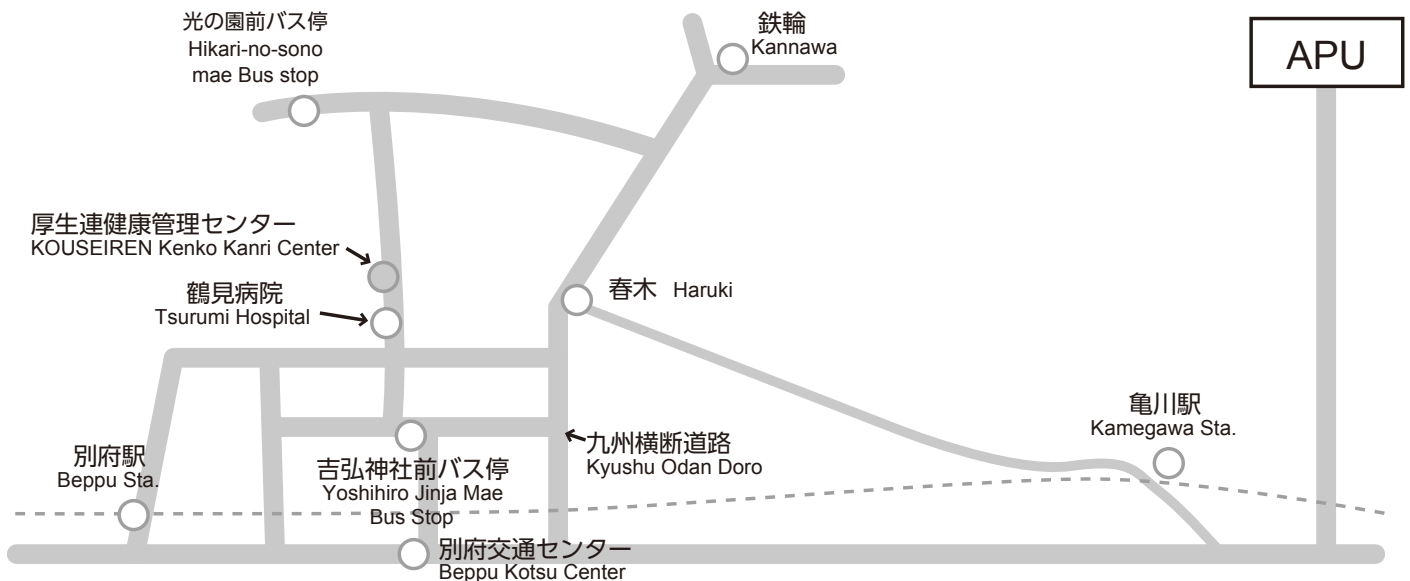 光の園前バス停
Hikari-no-sono
mae Bus stop
鉄輪
Kannawa
APU
厚生連健康管理センター
KOUSEIREN Kenko Kanri Center
鶴見病院
Tsurumi Hospital
春木 Haruki
亀川駅
Kamegawa Sta.
別府駅
Beppu Sta.
吉弘神社前バス停
Yoshihiro Jinja Mae
Bus Stop
九州横断道路
Kyushu Odan Doro
別府交通センター
Beppu Kotsu Center